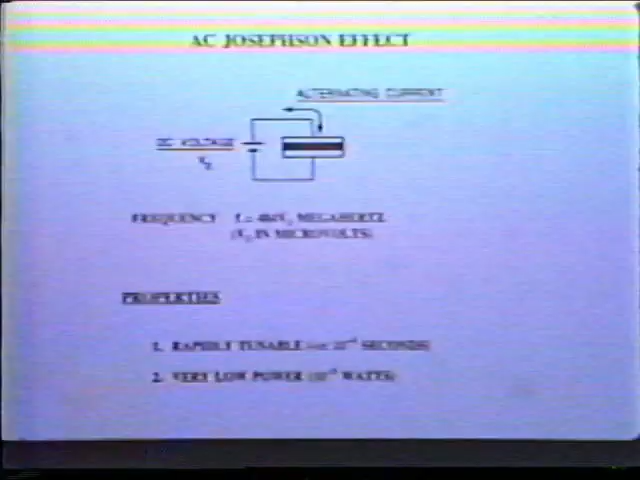 AC JOSEPHSON EFFECT
ALTERNATING CURRENT
DC VOLTAGE
FREQUENCY MEGAHERTZ
IN MICROVOLTS)
PROPERTIES
1. RAPIDLY TUNABLE SECONDS)
2. VERY LOW POWER WATTS)